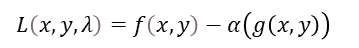 L(x, y, λ) = f(x, y) − α(g(x, y))